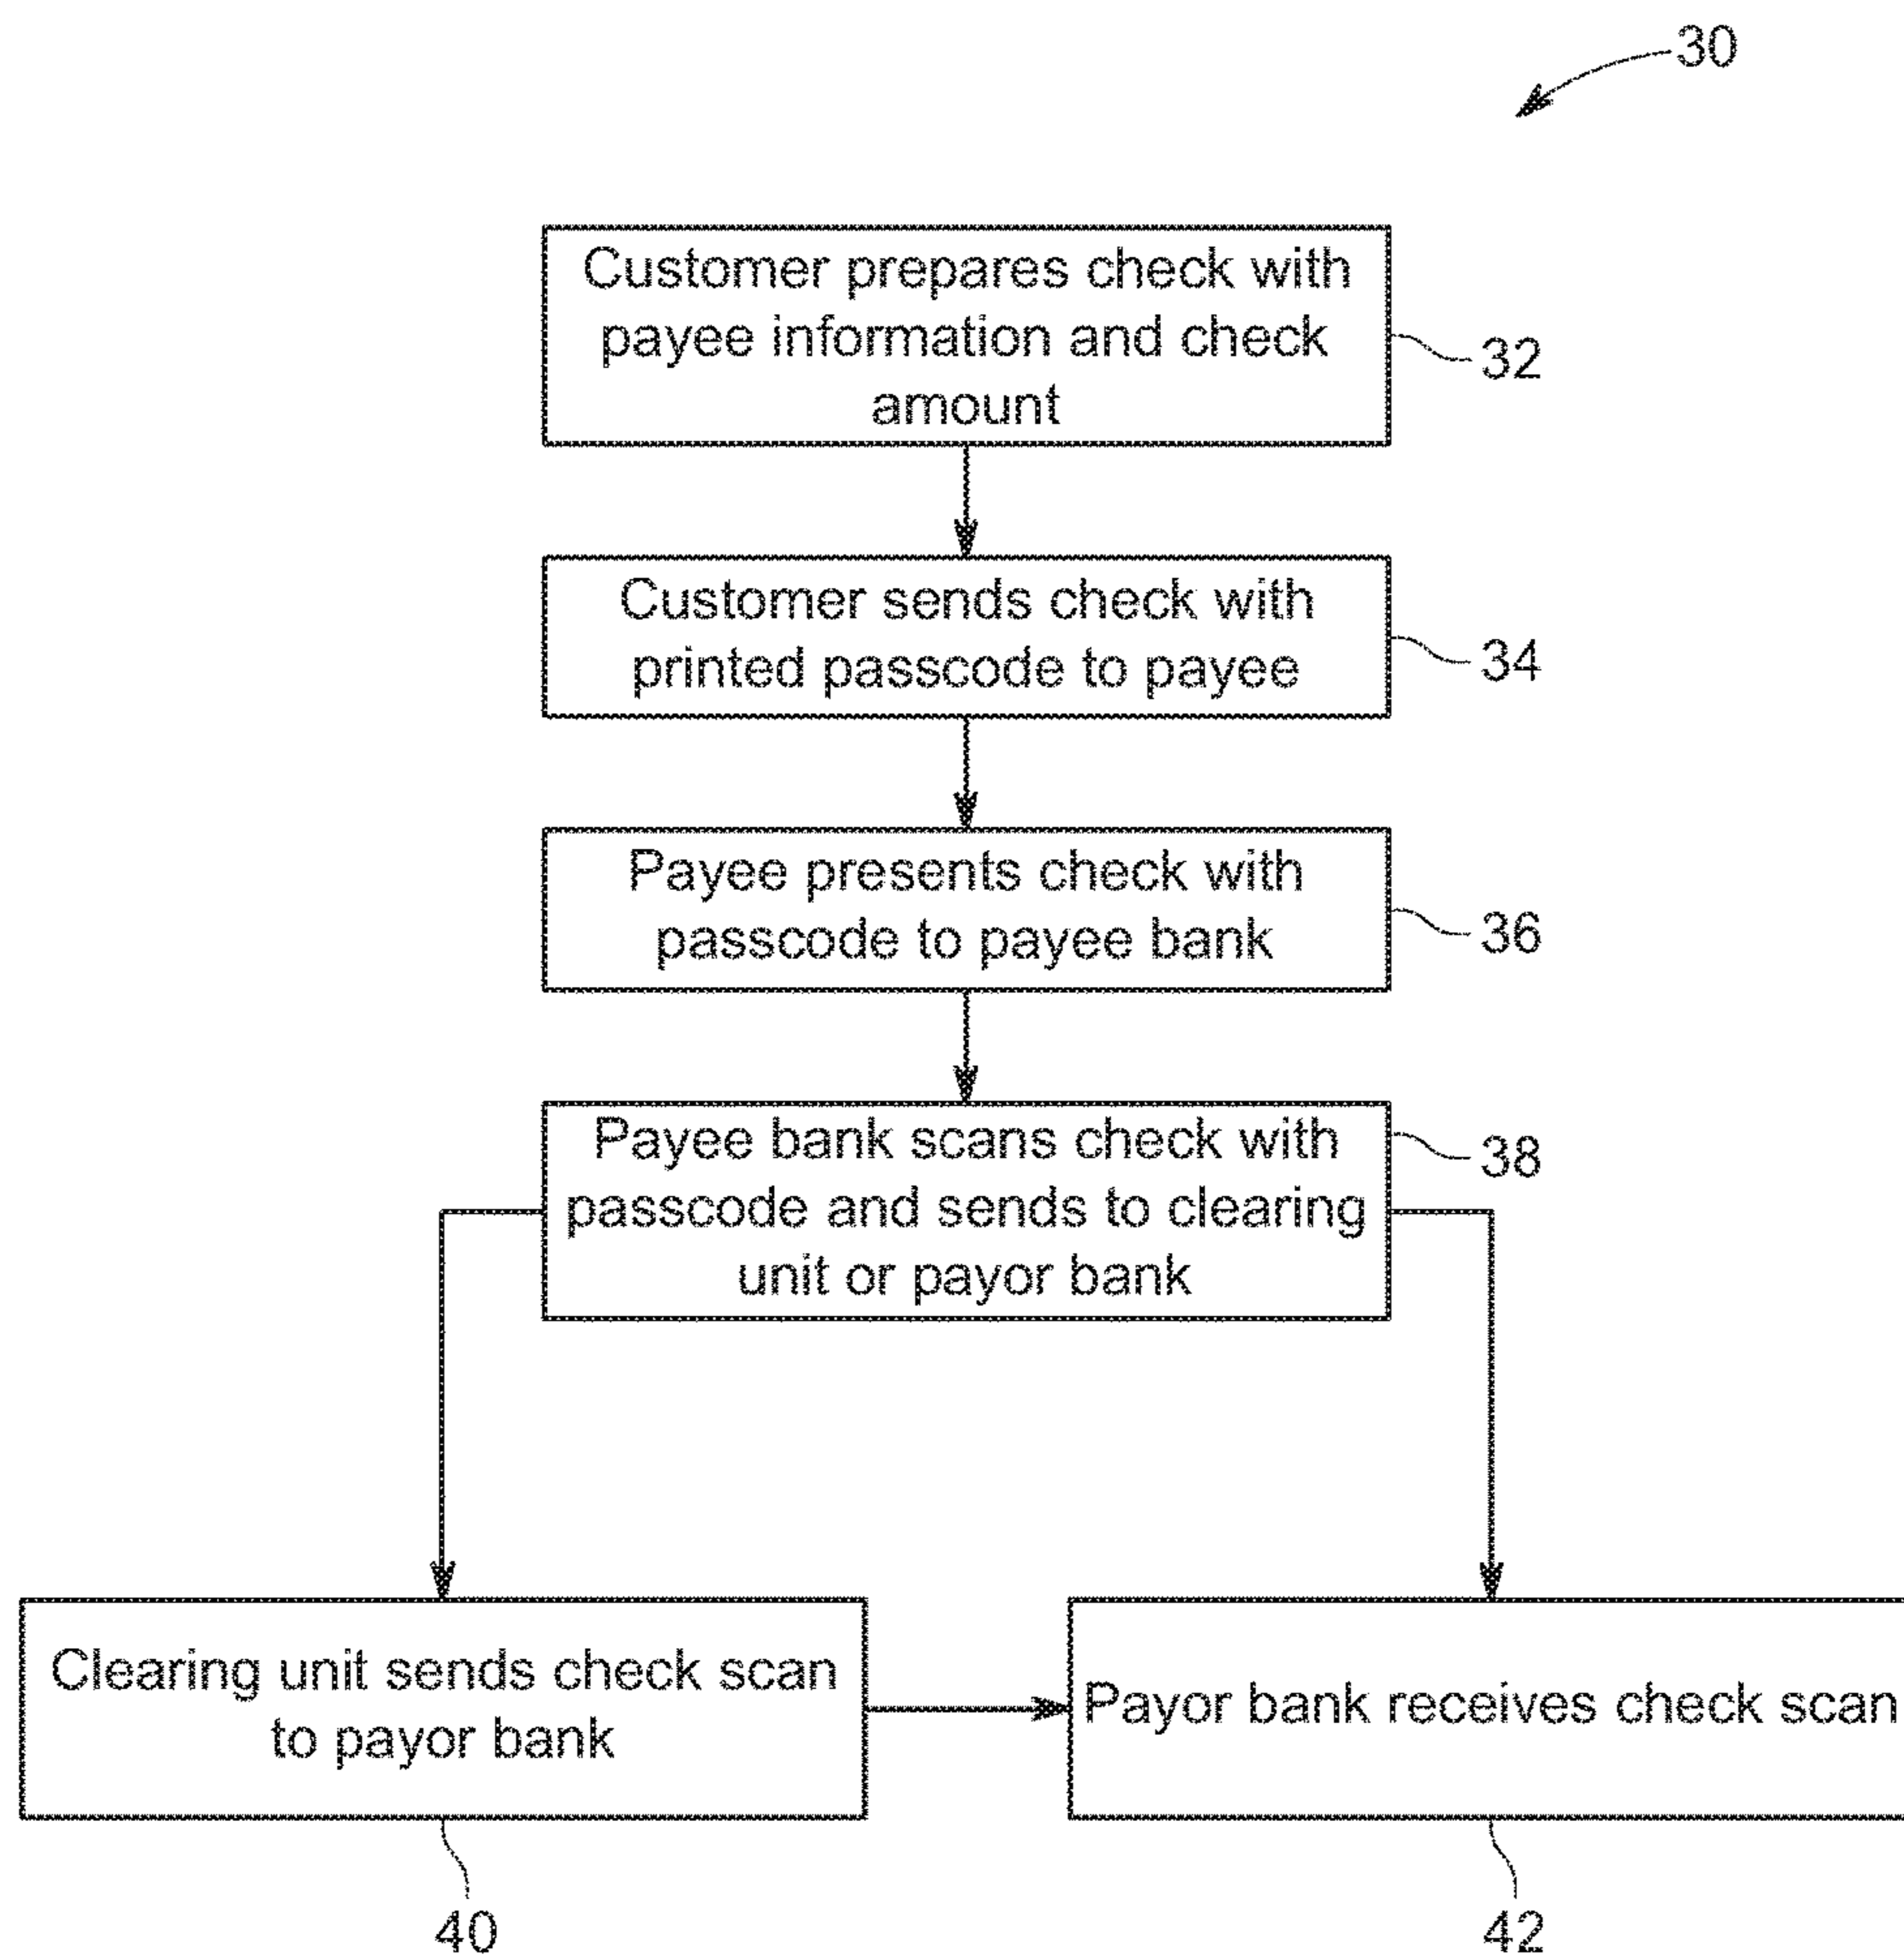 30
Customer prepares check with
payee information and check
amount
32
Customer sends check with
printed passcode to payee
34
Payee presents check with
passcode to payee bank
36
Payee bank scans check with
passcode and sends to clearing
unit or payor bank
38
Clearing unit sends check scan
to payor bank
40
Payor bank receives check scan
42